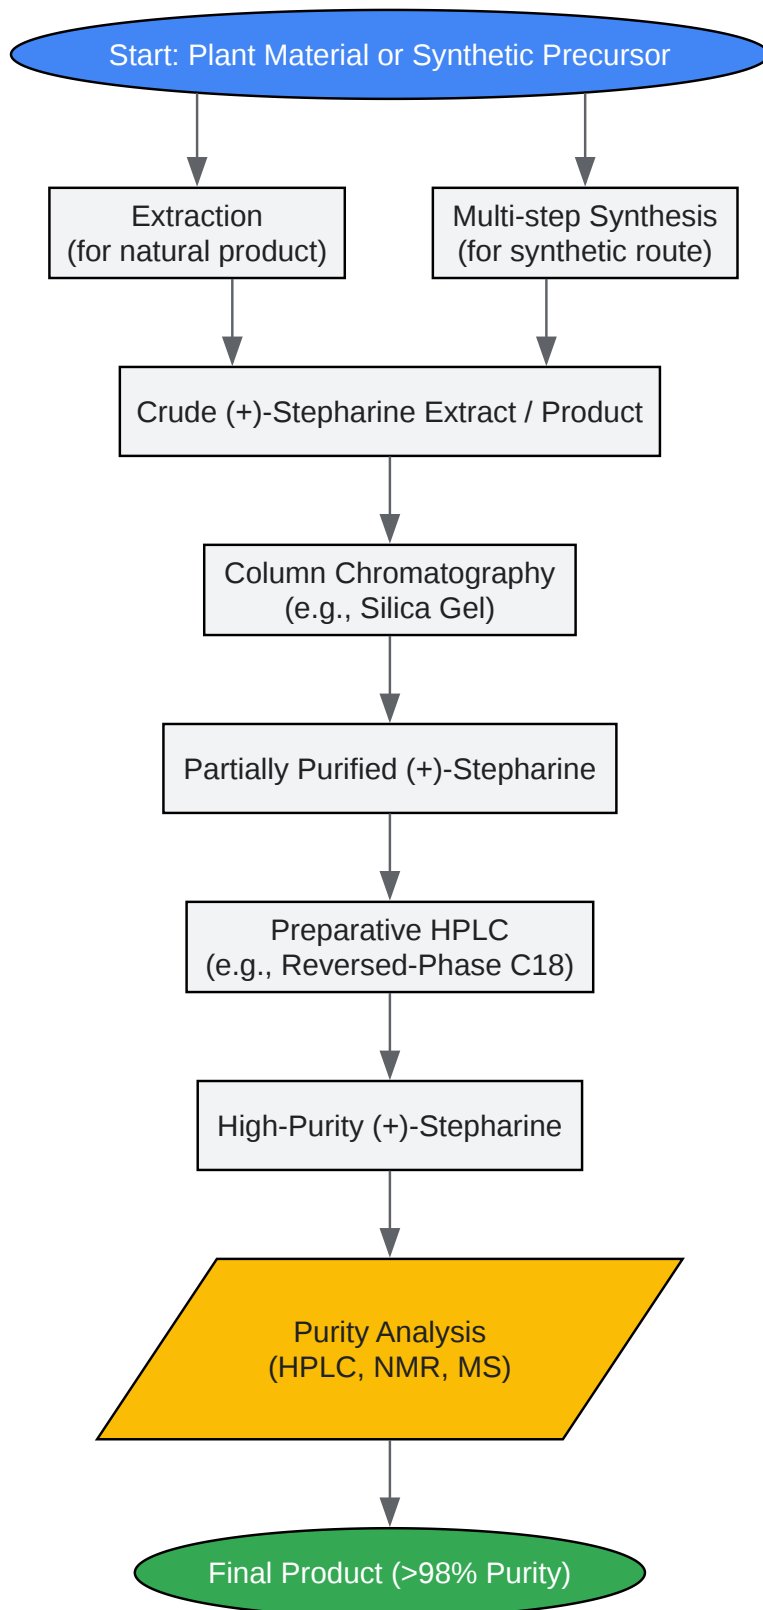 Start: Plant Material or Synthetic Precursor
Extraction
(for natural product)
Multi-step Synthesis
(for synthetic route)
Crude (+)-Stepharine Extract / Product
Column Chromatography
(e.g., Silica Gel)
Partially Purified (+)-Stepharine
Preparative HPLC
(e.g., Reversed-Phase C18)
High-Purity (+)-Stepharine
Purity Analysis
(HPLC, NMR, MS)
Final Product (>98% Purity)